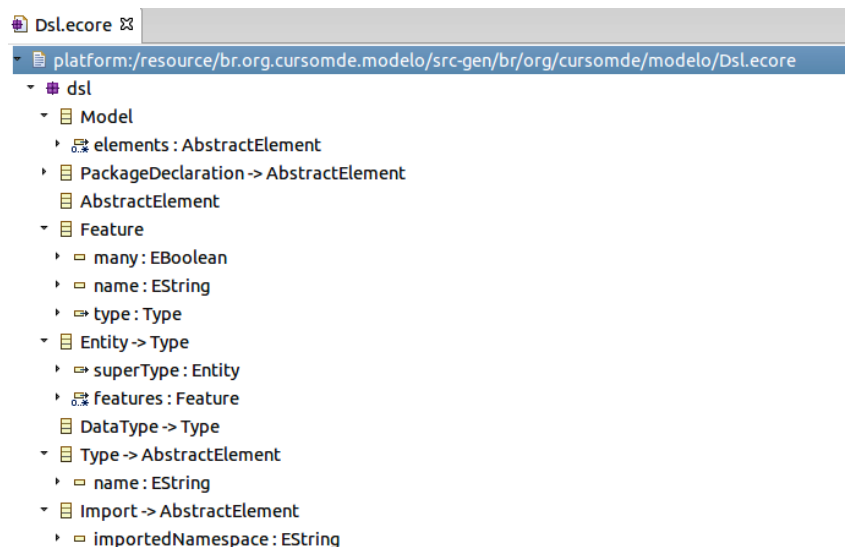 Dsl.ecore
platform:/resource/br.org.cursomde.modelo/src-gen/br/org/cursomde/modelo/Dsl.ecore
dsl
Model
0..* elements : AbstractElement
PackageDeclaration -> AbstractElement
AbstractElement
Feature
many : EBoolean
name : EString
type : Type
Entity -> Type
superType : Entity
0..* features : Feature
DataType -> Type
Type -> AbstractElement
name : EString
Import -> AbstractElement
importedNamespace : EString